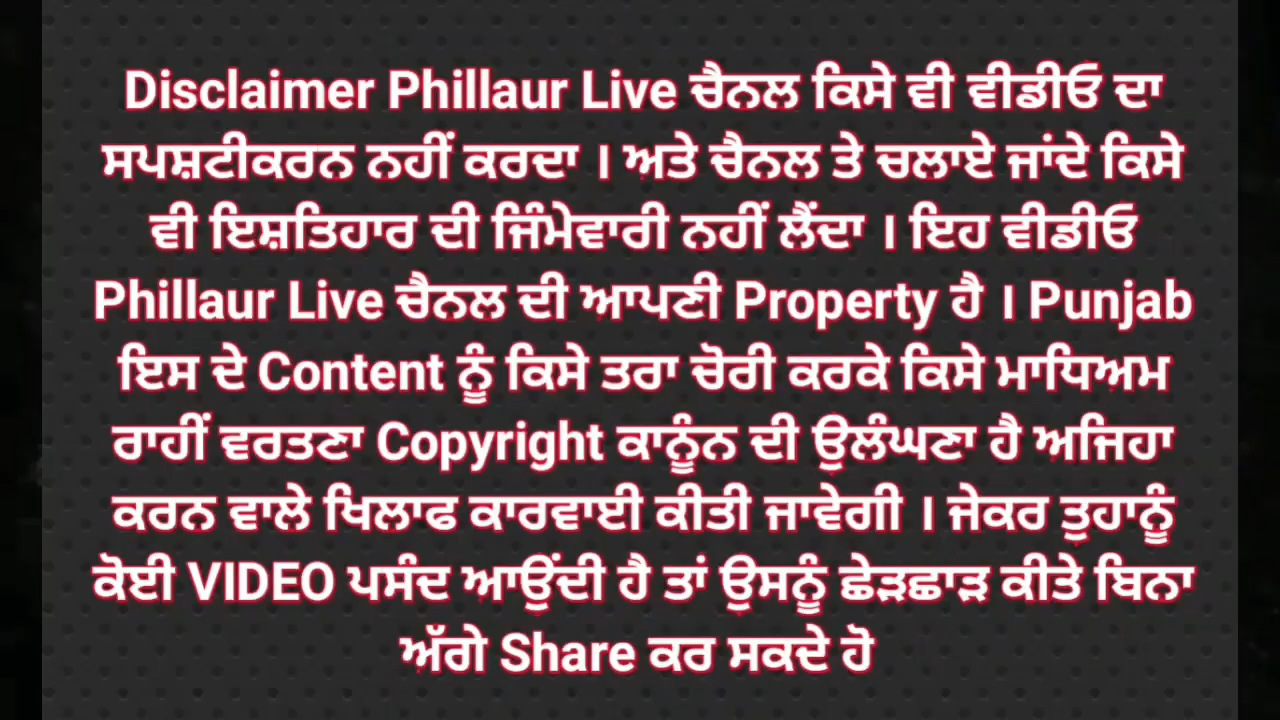 Disclaimer Phillaur Live ਚੈਨਲ ਕਿਸੇ ਵੀ ਵੀਡੀਓ ਦਾ
ਸਪਸ਼ਟੀਕਰਨ ਨਹੀਂ ਕਰਦਾ । ਅਤੇ ਚੈਨਲ ਤੇ ਚਲਾਏ ਜਾਂਦੇ ਕਿਸੇ
ਵੀ ਇਸ਼ਤਿਹਾਰ ਦੀ ਜਿੰਮੇਵਾਰੀ ਨਹੀਂ ਲੈਂਦਾ । ਇਹ ਵੀਡੀਓ
Phillaur Live ਚੈਨਲ ਦੀ ਆਪਣੀ Property ਹੈ । Punjab
ਇਸ ਦੇ Content ਨੂੰ ਕਿਸੇ ਤਰਾ ਚੋਰੀ ਕਰਕੇ ਕਿਸੇ ਮਾਧਿਅਮ
ਰਾਹੀਂ ਵਰਤਣਾ Copyright ਕਾਨੂੰਨ ਦੀ ਉਲੰਘਣਾ ਹੈ ਅਜਿਹਾ
ਕਰਨ ਵਾਲੇ ਖਿਲਾਫ ਕਾਰਵਾਈ ਕੀਤੀ ਜਾਵੇਗੀ । ਜੇਕਰ ਤੁਹਾਨੂੰ
ਕੋਈ VIDEO ਪਸੰਦ ਆਉਂਦੀ ਹੈ ਤਾਂ ਉਸਨੂੰ ਛੇੜਛਾੜ ਕੀਤੇ ਬਿਨਾ
ਅੱਗੇ Share ਕਰ ਸਕਦੇ ਹੋ